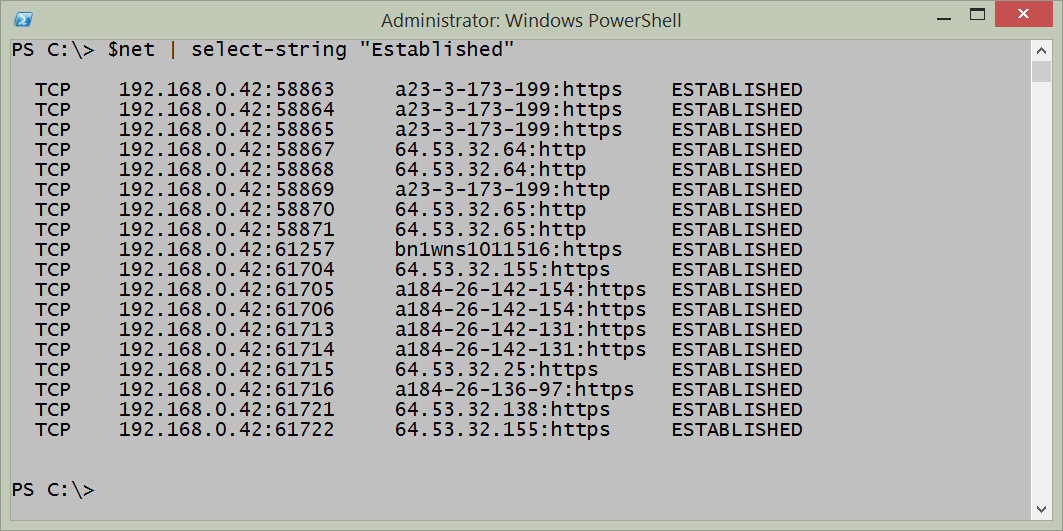 Administrator: Windows PowerShell
PS C:\> $net | select-string "Established"
TCP 192.168.0.42:58863 a23-3-173-199:https ESTABLISHED
TCP 192.168.0.42:58864 a23-3-173-199:https ESTABLISHED
TCP 192.168.0.42:58865 a23-3-173-199:https ESTABLISHED
TCP 192.168.0.42:58867 64.53.32.64:http ESTABLISHED
TCP 192.168.0.42:58868 64.53.32.64:http ESTABLISHED
TCP 192.168.0.42:58869 a23-3-173-199:http ESTABLISHED
TCP 192.168.0.42:58870 64.53.32.65:http ESTABLISHED
TCP 192.168.0.42:58871 64.53.32.65:http ESTABLISHED
TCP 192.168.0.42:61257 bn1wns1011516:https ESTABLISHED
TCP 192.168.0.42:61704 64.53.32.155:https ESTABLISHED
TCP 192.168.0.42:61705 a184-26-142-154:https ESTABLISHED
TCP 192.168.0.42:61706 a184-26-142-154:https ESTABLISHED
TCP 192.168.0.42:61713 a184-26-142-131:https ESTABLISHED
TCP 192.168.0.42:61714 a184-26-142-131:https ESTABLISHED
TCP 192.168.0.42:61715 64.53.32.25:https ESTABLISHED
TCP 192.168.0.42:61716 a184-26-136-97:https ESTABLISHED
TCP 192.168.0.42:61721 64.53.32.138:https ESTABLISHED
TCP 192.168.0.42:61722 64.53.32.155:https ESTABLISHED
PS C:\>